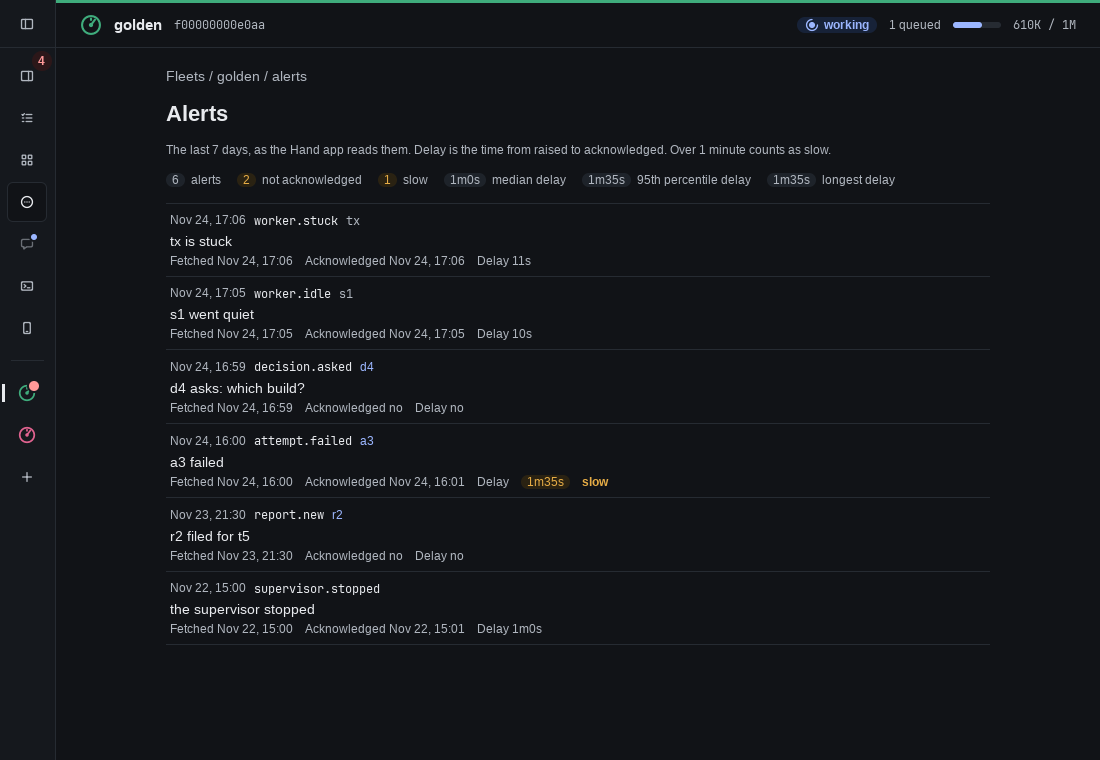 golden f00000000e0aa working 1 queued 610K / 1M
4
Fleets / golden / alerts
Alerts
The last 7 days, as the Hand app reads them. Delay is the time from raised to acknowledged. Over 1 minute counts as slow.
6 alerts 2 not acknowledged 1 slow 1m0s median delay 1m35s 95th percentile delay 1m35s longest delay
Nov 24, 17:06 worker.stuck tx
tx is stuck
Fetched Nov 24, 17:06 Acknowledged Nov 24, 17:06 Delay 11s
Nov 24, 17:05 worker.idle s1
s1 went quiet
Fetched Nov 24, 17:05 Acknowledged Nov 24, 17:05 Delay 10s
Nov 24, 16:59 decision.asked d4
d4 asks: which build?
Fetched Nov 24, 16:59 Acknowledged no Delay no
Nov 24, 16:00 attempt.failed a3
a3 failed
Fetched Nov 24, 16:00 Acknowledged Nov 24, 16:01 Delay 1m35s slow
Nov 23, 21:30 report.new r2
r2 filed for t5
Fetched Nov 23, 21:30 Acknowledged no Delay no
Nov 22, 15:00 supervisor.stopped
the supervisor stopped
Fetched Nov 22, 15:00 Acknowledged Nov 22, 15:01 Delay 1m0s